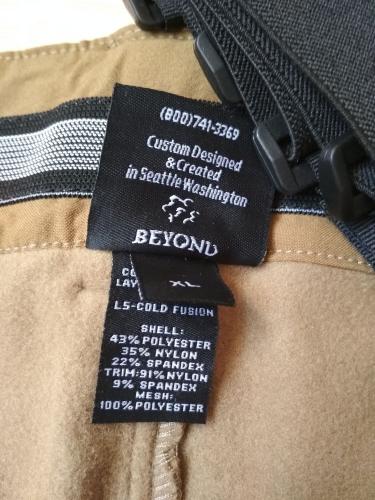 (800)741-3369
Custom Designed
& Created
in Seattle Washington
BEYOND
XL
L5-COLD FUSION
SHELL:
43% POLYESTER
35% NYLON
22% SPANDEX
TRIM:91% NYLON
9% SPANDEX
MESH:
100% POLYESTER